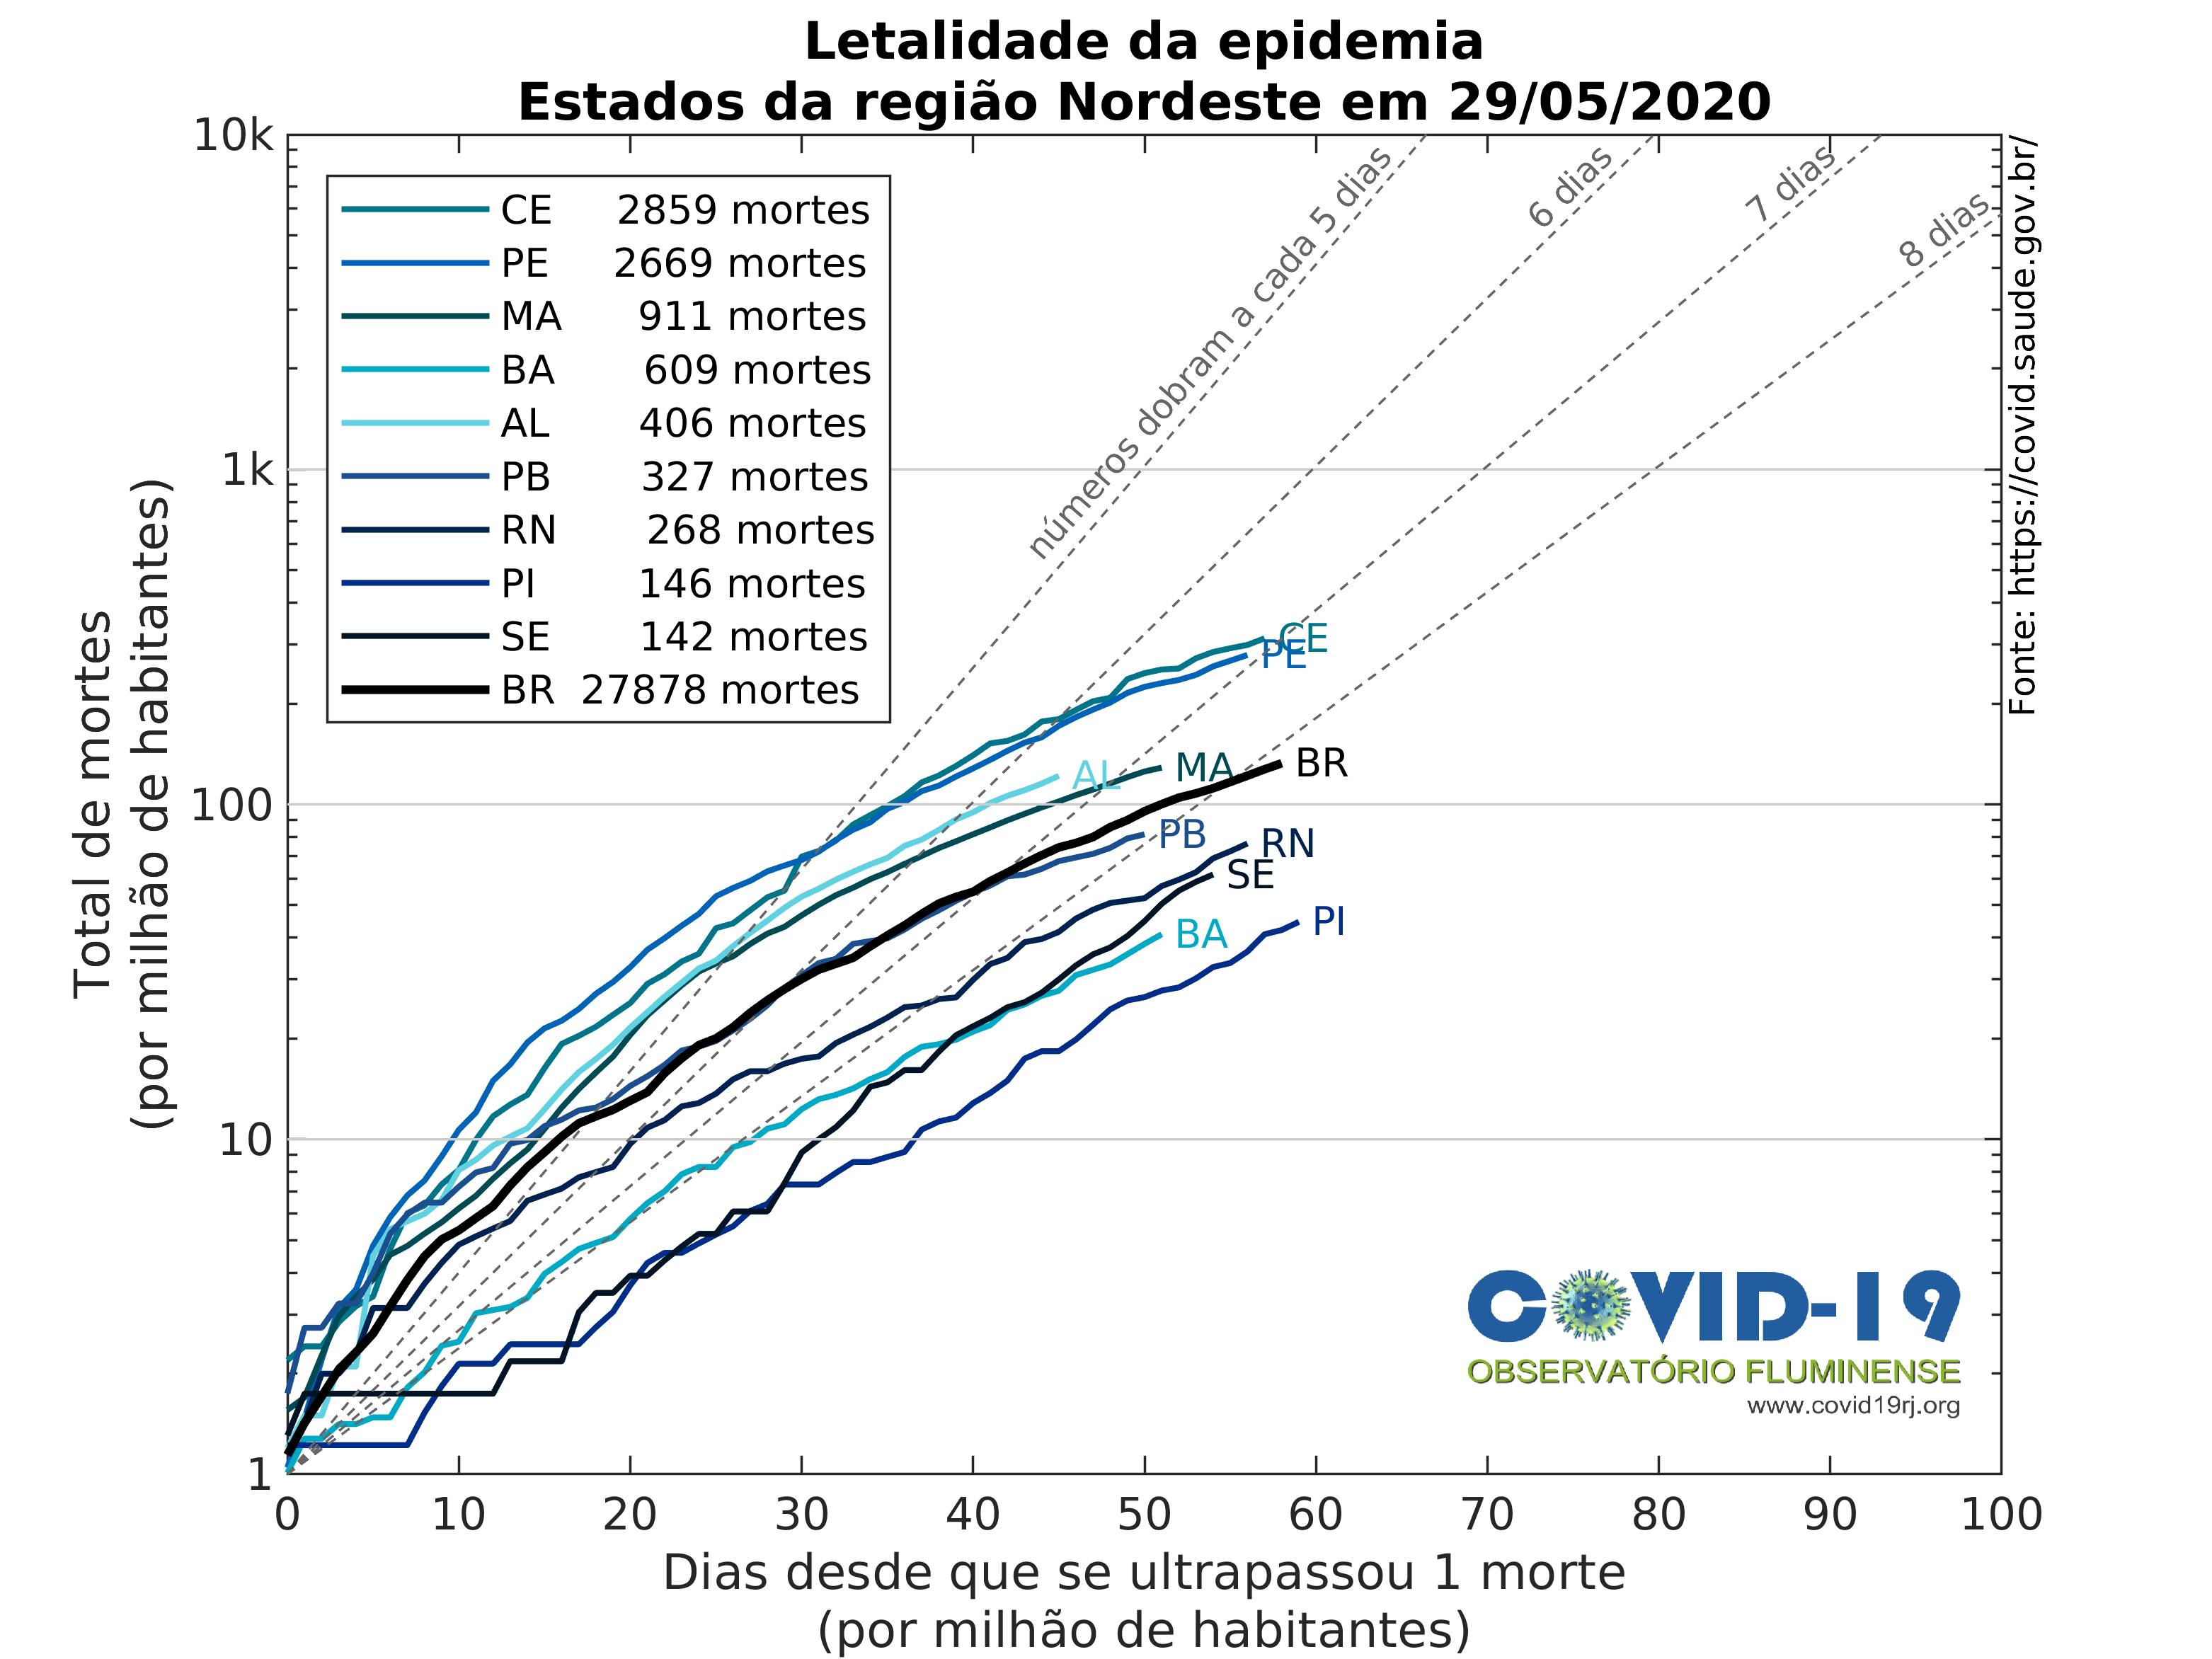 Letalidade da epidemia
Estados da região Nordeste em 29/05/2020
10k
1k
100
10
1
Total de mortes
(por milhão de habitantes)
CE 2859 mortes
PE 2669 mortes
MA 911 mortes
BA 609 mortes
AL 406 mortes
PB 327 mortes
RN 268 mortes
PI 146 mortes
SE 142 mortes
BR 27878 mortes
números dobram a cada 5 dias
6 dias
7 dias
8 dias
Fonte: https://covid.saude.gov.br/
CE
PE
BR
MA
AL
PB
RN
SE
PI
BA
COVID-19
OBSERVATÓRIO FLUMINENSE
www.covid19rj.org
0 10 20 30 40 50 60 70 80 90 100
Dias desde que se ultrapassou 1 morte
(por milhão de habitantes)